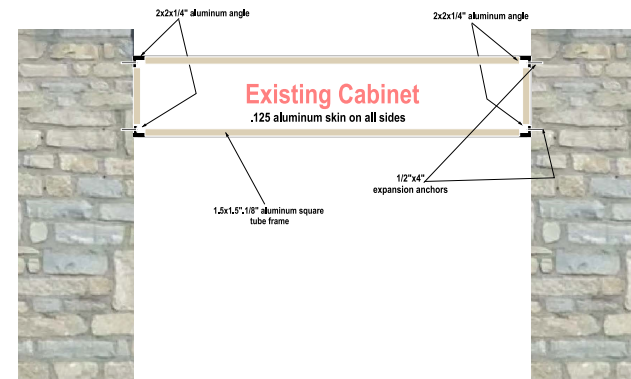 2x2x1/4" aluminum angle
2x2x1/4" aluminum angle
Existing Cabinet
.125 aluminum skin on all sides
1/2"x4"
expansion anchors
1.5x1.5".1/8" aluminum square
tube frame